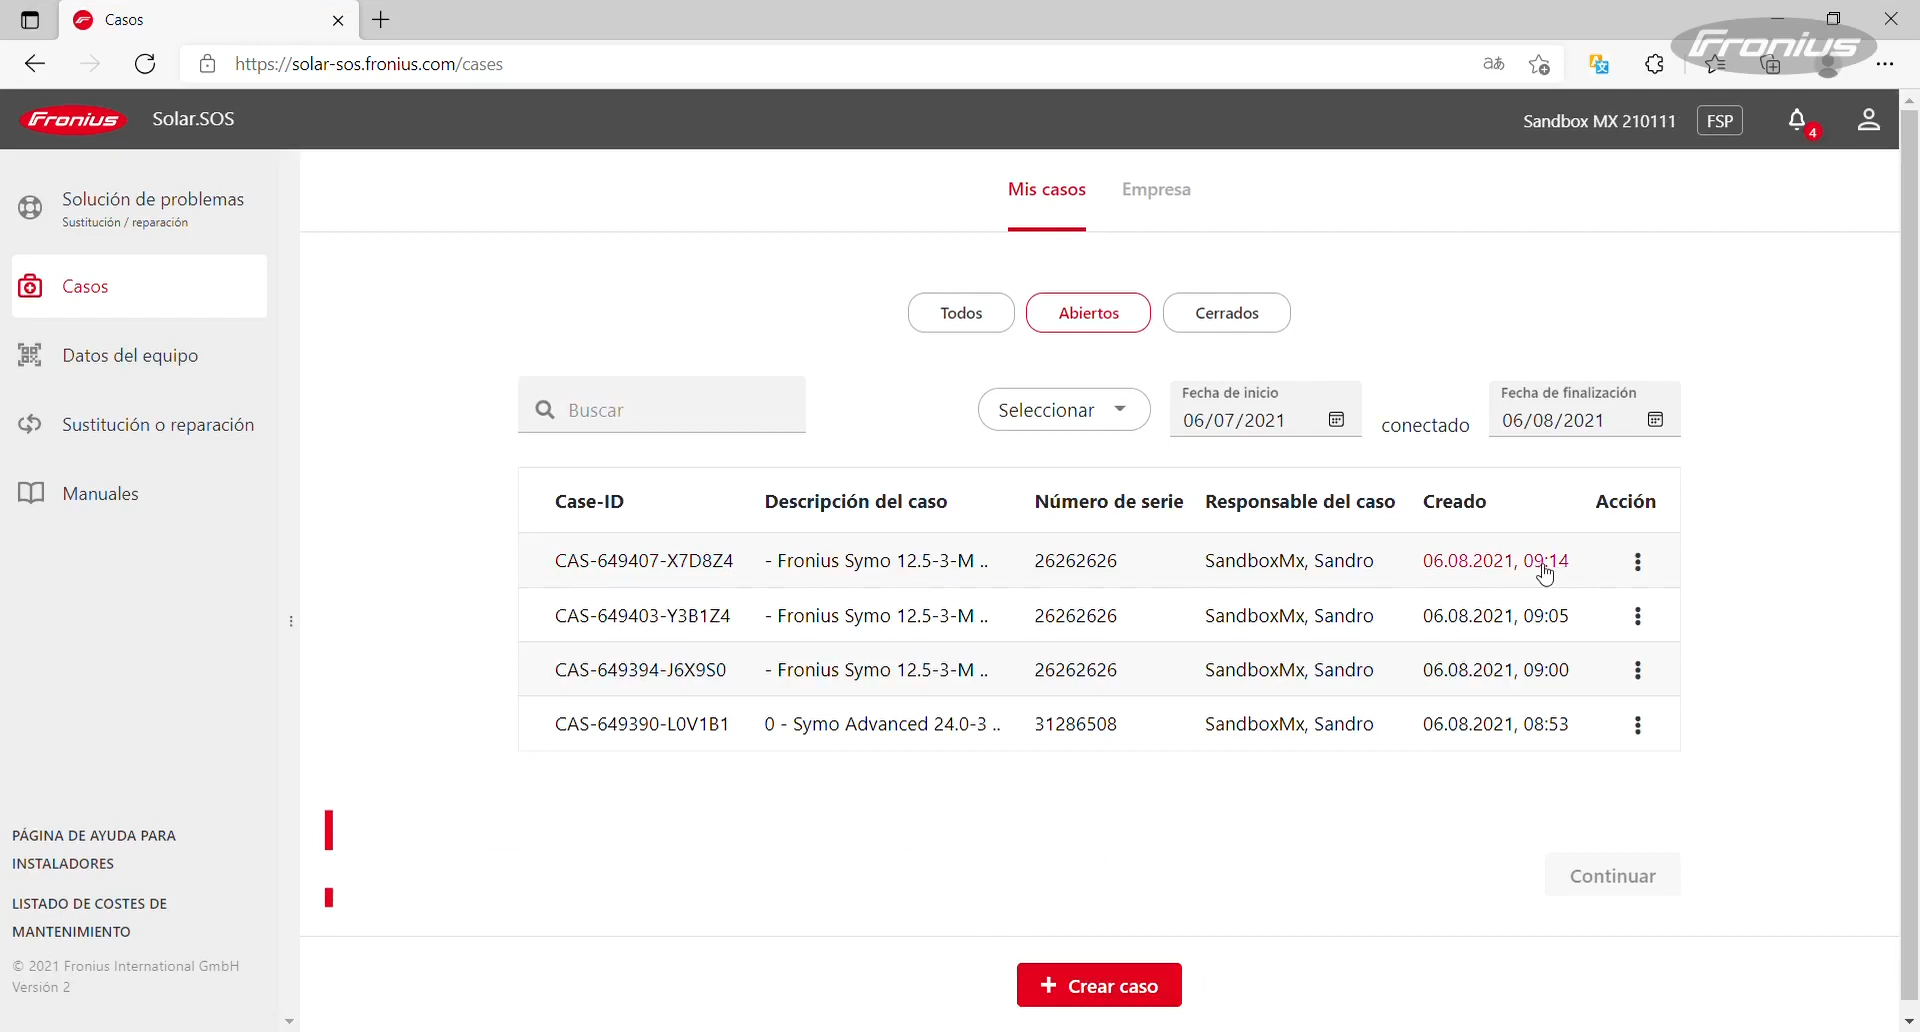 Casos
https://solar-sos.fronius.com/cases
Fronius
Fronius Solar.SOS
Sandbox MX 210111 FSP 4
Solución de problemas
Sustitución / reparación
Casos
Datos del equipo
Sustitución o reparación
Manuales
PÁGINA DE AYUDA PARA
INSTALADORES
LISTADO DE COSTES DE
MANTENIMIENTO
© 2021 Fronius International GmbH
Versión 2
Mis casos Empresa
Todos Abiertos Cerrados
Buscar
Seleccionar
Fecha de inicio
06/07/2021
conectado
Fecha de finalización
06/08/2021
Case-ID Descripción del caso Número de serie Responsable del caso Creado Acción
CAS-649407-X7D8Z4 - Fronius Symo 12.5-3-M .. 26262626 SandboxMx, Sandro 06.08.2021, 09:14
CAS-649403-Y3B1Z4 - Fronius Symo 12.5-3-M .. 26262626 SandboxMx, Sandro 06.08.2021, 09:05
CAS-649394-J6X9S0 - Fronius Symo 12.5-3-M .. 26262626 SandboxMx, Sandro 06.08.2021, 09:00
CAS-649390-L0V1B1 0 - Symo Advanced 24.0-3 .. 31286508 SandboxMx, Sandro 06.08.2021, 08:53
Continuar
+ Crear caso